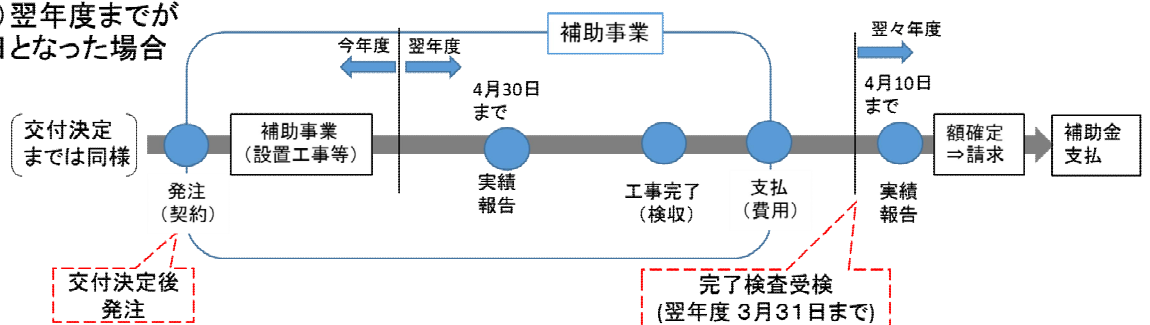 )翌年度までが
となった場合
補助事業
今年度
翌年度
翌々年度
4月30日
まで
4月10日
まで
交付決定
までは同様
補助事業
(設置工事等)
額確定
⇒請求
補助金
支払
発注
(契約)
実績
報告
工事完了
(検収)
支払
(費用)
実績
報告
交付決定後
発注
完了検査受検
(翌年度3月31日まで)